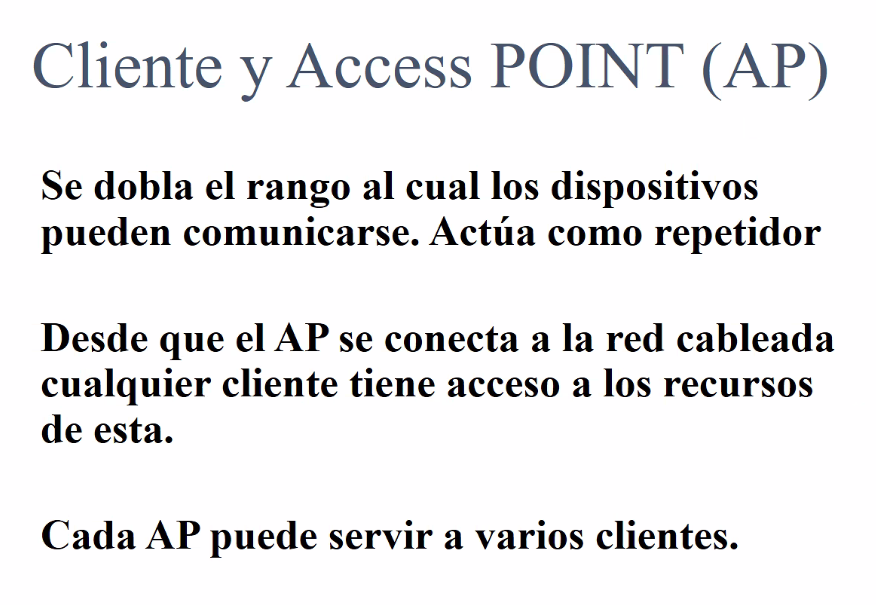 Cliente y Access POINT (AP)
Se dobla el rango al cual los dispositivos
pueden comunicarse. Actúa como repetidor
Desde que el AP se conecta a la red cableada
cualquier cliente tiene acceso a los recursos
de esta.
Cada AP puede servir a varios clientes.